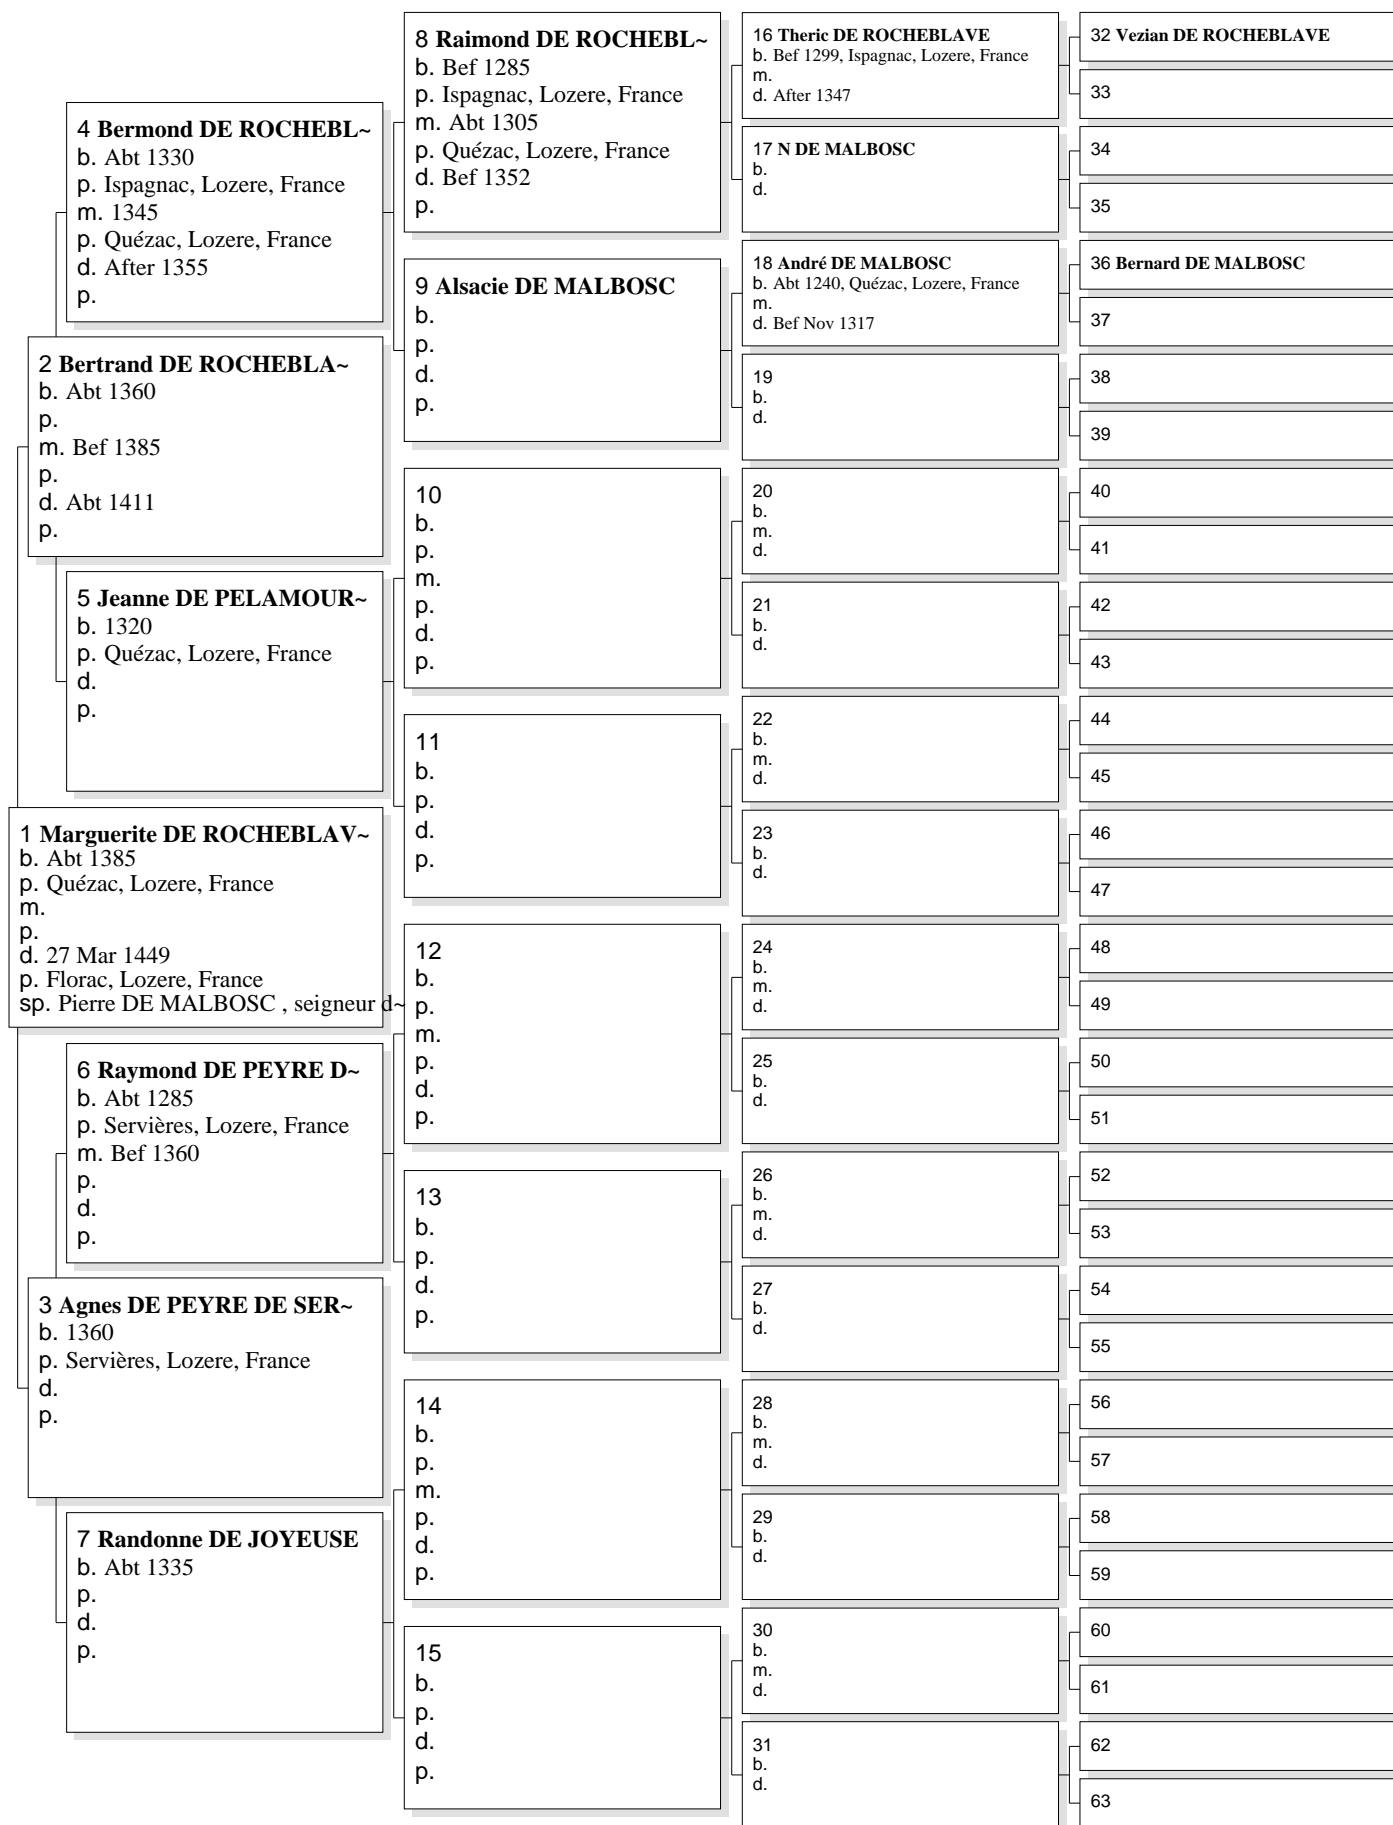 8 Raimond DE ROCHEBL~
b. Bef 1285
p. Ispagnac, Lozere, France
m. Abt 1305
p. Quézac, Lozere, France
d. Bef 1352
p.
16 Theric DE ROCHEBLAVE
b. Bef 1299, Ispagnac, Lozere, France
m.
d. After 1347
32 Vezian DE ROCHEBLAVE
33
4 Bermond DE ROCHEBL~
b. Abt 1330
p. Ispagnac, Lozere, France
m. 1345
p. Quézac, Lozere, France
d. After 1355
p.
17 N DE MALBOSC
b.
d.
34
35
9 Alsacie DE MALBOSC
b.
p.
d.
p.
18 André DE MALBOSC
b. Abt 1240, Quézac, Lozere, France
m.
d. Bef Nov 1317
36 Bernard DE MALBOSC
37
2 Bertrand DE ROCHEBLA~
b. Abt 1360
p.
m. Bef 1385
p.
d. Abt 1411
p.
19
b.
d.
38
39
10
b.
p.
m.
p.
d.
p.
20
b.
m.
d.
40
41
5 Jeanne DE PELAMOUR~
b. 1320
p. Quézac, Lozere, France
d.
p.
21
b.
d.
42
43
11
b.
p.
d.
p.
22
b.
m.
d.
44
45
1 Marguerite DE ROCHEBLAV~
b. Abt 1385
p. Quézac, Lozere, France
m.
p.
d. 27 Mar 1449
p. Florac, Lozere, France
sp. Pierre DE MALBOSC , seigneur d~
23
b.
d.
46
47
12
b.
p.
m.
p.
d.
p.
24
b.
m.
d.
48
49
6 Raymond DE PEYRE D~
b. Abt 1285
p. Servières, Lozere, France
m. Bef 1360
p.
d.
p.
25
b.
d.
50
51
13
b.
p.
d.
p.
26
b.
m.
d.
52
53
3 Agnes DE PEYRE DE SER~
b. 1360
p. Servières, Lozere, France
d.
p.
27
b.
d.
54
55
14
b.
p.
m.
p.
d.
p.
28
b.
m.
d.
56
57
7 Randonne DE JOYEUSE
b. Abt 1335
p.
d.
p.
29
b.
d.
58
59
15
b.
p.
d.
p.
30
b.
m.
d.
60
61
31
b.
d.
62
63